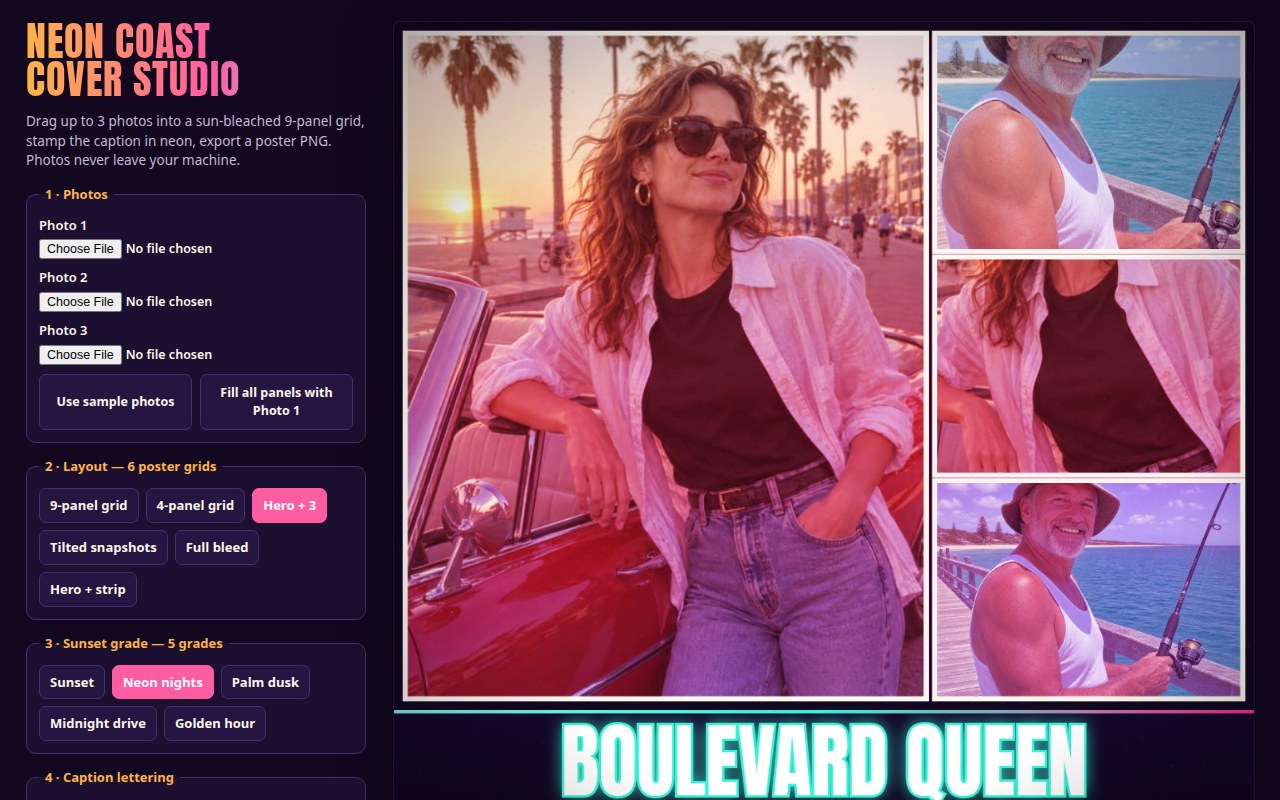 NEON COAST
COVER STUDIO
Drag up to 3 photos into a sun-bleached 9-panel grid,
stamp the caption in neon, export a poster PNG.
Photos never leave your machine.
1 · Photos
Photo 1
Choose File No file chosen
Photo 2
Choose File No file chosen
Photo 3
Choose File No file chosen
Use sample photos
Fill all panels with
Photo 1
2 · Layout — 6 poster grids
9-panel grid 4-panel grid Hero + 3
Tilted snapshots Full bleed
Hero + strip
3 · Sunset grade — 5 grades
Sunset Neon nights Palm dusk
Midnight drive Golden hour
4 · Caption lettering
BOULEVARD QUEEN